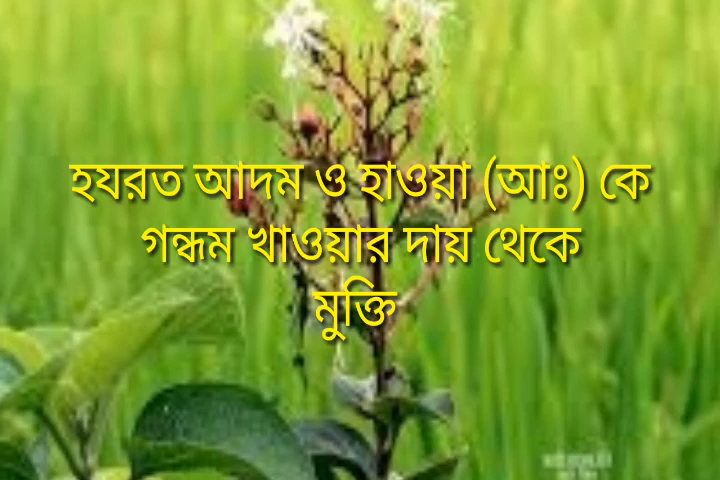 হযরত আদম ও হাওয়া (আঃ) কে
গন্ধম খাওয়ার দায় থেকে
মুক্তি